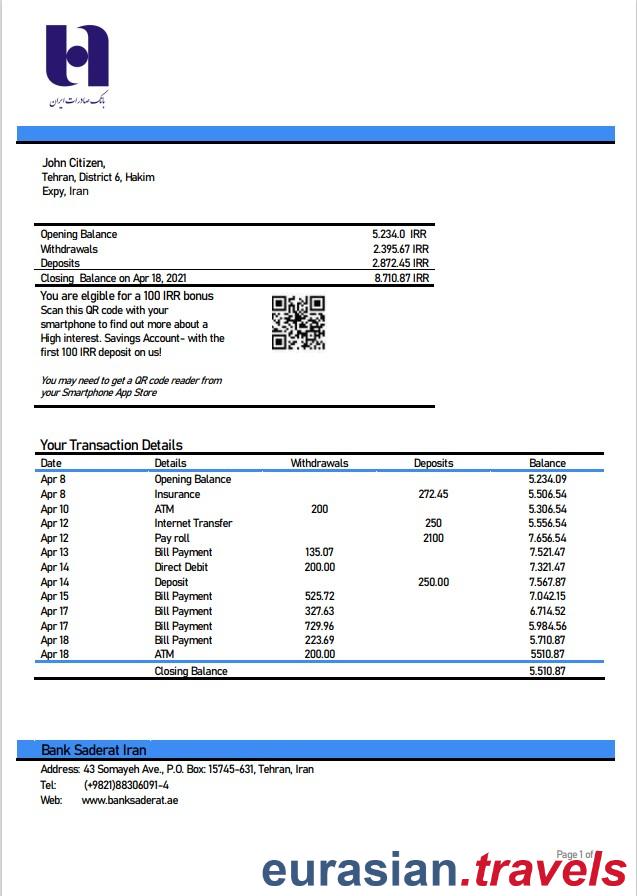 بانک صادرات ایران
John Citizen,
Tehran, District 6, Hakim
Expy, Iran
Opening Balance 5.234.0 IRR
Withdrawals 2.395.67 IRR
Deposits 2.872.45 IRR
Closing Balance on Apr 18, 2021 8.710.87 IRR
You are elgible for a 100 IRR bonus
Scan this QR code with your
smartphone to find out more about a
High interest. Savings Account- with the
first 100 IRR deposit on us!
You may need to get a QR code reader from
your Smartphone App Store
Your Transaction Details
Date Details Withdrawals Deposits Balance
Apr 8 Opening Balance 5.234.09
Apr 8 Insurance 272.45 5.506.54
Apr 10 ATM 200 5.306.54
Apr 12 Internet Transfer 250 5.556.54
Apr 12 Pay roll 2100 7.656.54
Apr 13 Bill Payment 135.07 7.521.47
Apr 14 Direct Debit 200.00 7.321.47
Apr 14 Deposit 250.00 7.567.87
Apr 15 Bill Payment 525.72 7.042.15
Apr 17 Bill Payment 327.63 6.714.52
Apr 17 Bill Payment 729.96 5.984.56
Apr 18 Bill Payment 223.69 5.710.87
Apr 18 ATM 200.00 5510.87
Closing Balance 5.510.87
Bank Saderat Iran
Address: 43 Somayeh Ave., P.O. Box: 15745-631, Tehran, Iran
Tel: (+9821)88306091-4
Web: www.banksaderat.ae
Page 1 of
eurasian.travels